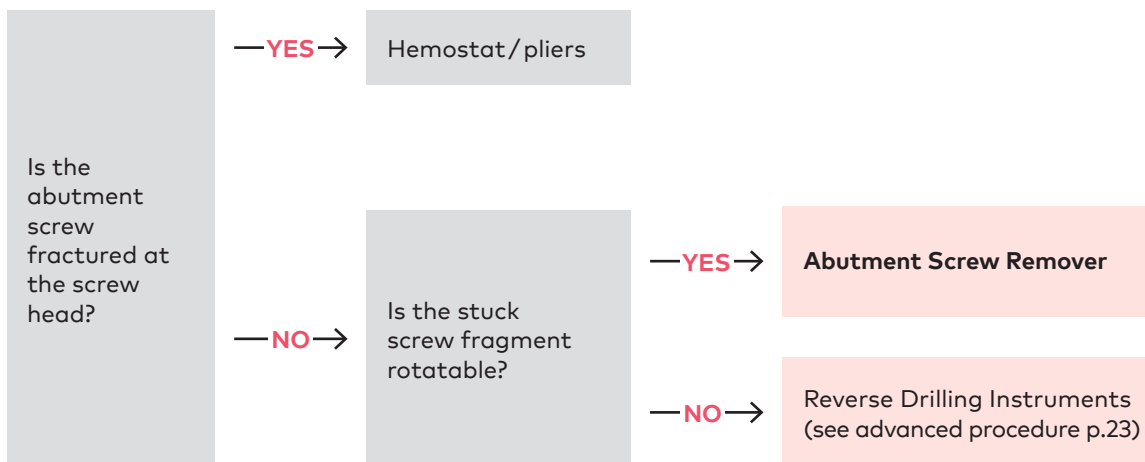 Is the
abutment
screw
fractured at
the screw
head?
YES
Hemostat/pliers
NO
Is the stuck
screw fragment
rotatable?
YES
Abutment Screw Remover
NO
Reverse Drilling Instruments
(see advanced procedure p.23)